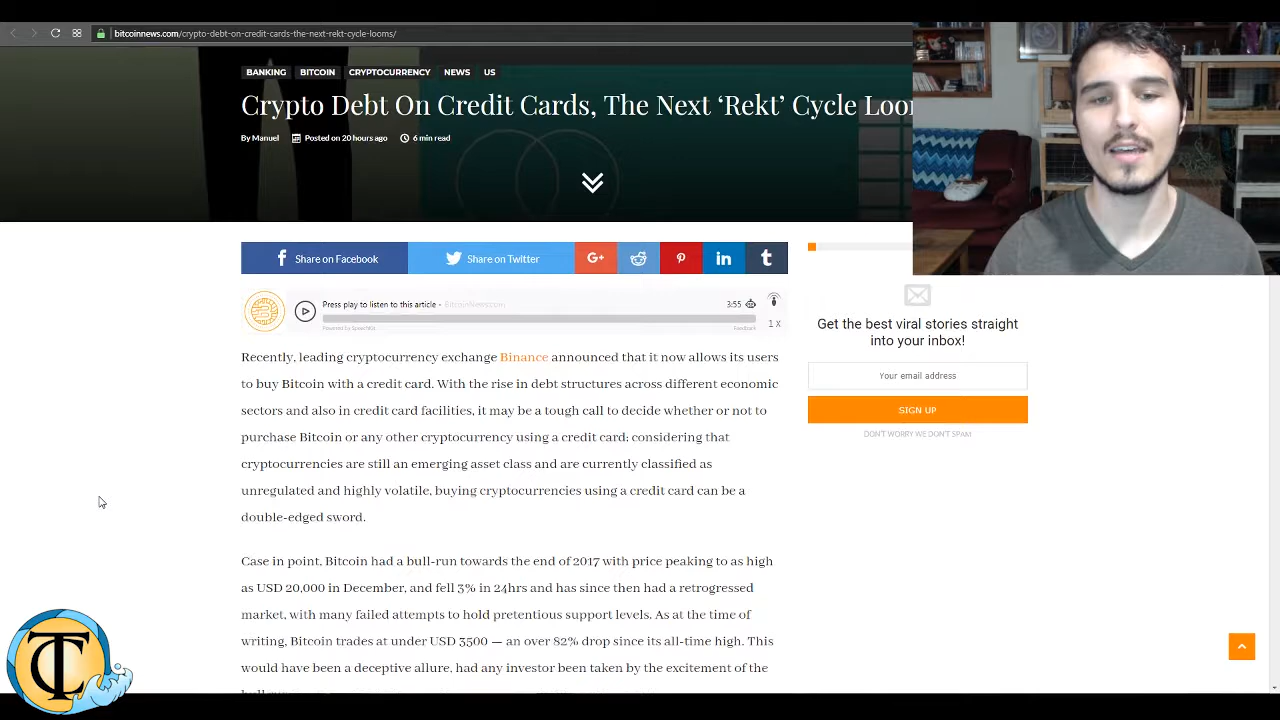 bitcoinnews.com/crypto-debt-on-credit-cards-the-next-rekt-cycle-looms/
BANKING BITCOIN CRYPTOCURRENCY NEWS US
Crypto Debt On Credit Cards, The Next ‘Rekt’ Cycle
By Manuel Posted on 20 hours ago 6 min read
Share on Facebook Share on Twitter G+ in t
Press play to listen to this article - BitcoinNews.com 3:55
Feedback 1 X
Recently, leading cryptocurrency exchange Binance announced that it now allows its users
to buy Bitcoin with a credit card. With the rise in debt structures across different economic
sectors and also in credit card facilities, it may be a tough call to decide whether or not to
purchase Bitcoin or any other cryptocurrency using a credit card; considering that
cryptocurrencies are still an emerging asset class and are currently classified as
unregulated and highly volatile, buying cryptocurrencies using a credit card can be a
double-edged sword.
Case in point, Bitcoin had a bull-run towards the end of 2017 with price peaking to as high
as USD 20,000 in December, and fell 3% in 24hrs and has since then had a retrogressed
market, with many failed attempts to hold pretentious support levels. As at the time of
writing, Bitcoin trades at under USD 3500 — an over 82% drop since its all-time high. This
would have been a deceptive allure, had any investor been taken by the excitement of the
Get the best viral stories straight
into your inbox!
Your email address
SIGN UP
DON'T WORRY WE DON'T SPAM
TC